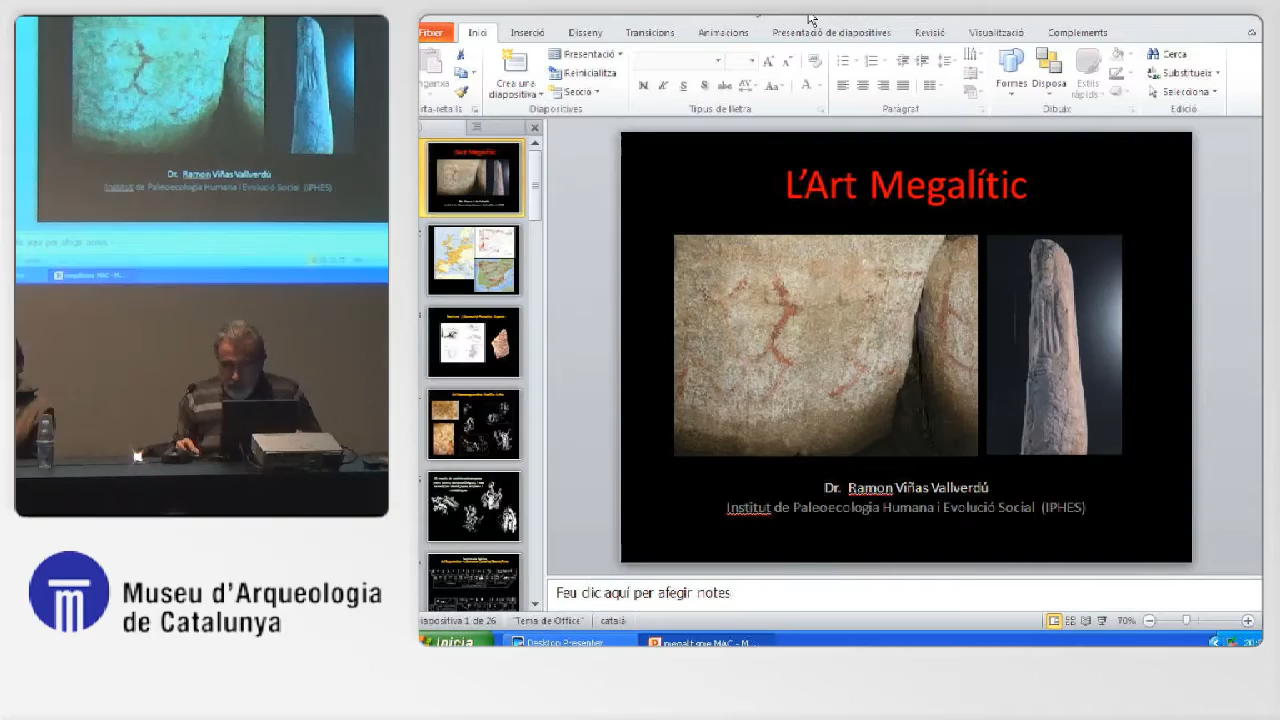 Dr. Ramon Viñas Vallverdú
Institut de Paleoecologia Humana i Evolució Social (IPHES)
Museu d'Arqueologia
de Catalunya
Fitxer Inici Inserció Disseny Transicions Animacions Presentació de diapositives Revisió Visualització Complements
Crea una
diapositiva
Presentació
Reinicialitza
Secció
Formes
Disposa
Estils
ràpids
Cerca
Substitueix
Selecciona
Diapositives Tipus de lletra Paràgraf Dibuix Edició
L'Art Megalític
L'Art Megalític
Dr. Ramon Viñas Vallverdú
Institut de Paleoecologia Humana i Evolució Social (IPHES)
Feu clic aquí per afegir notes
Diapositiva 1 de 26 "Tema de Office" català 70%
Inicia Desktop Presenter megalitisme MAC - M...